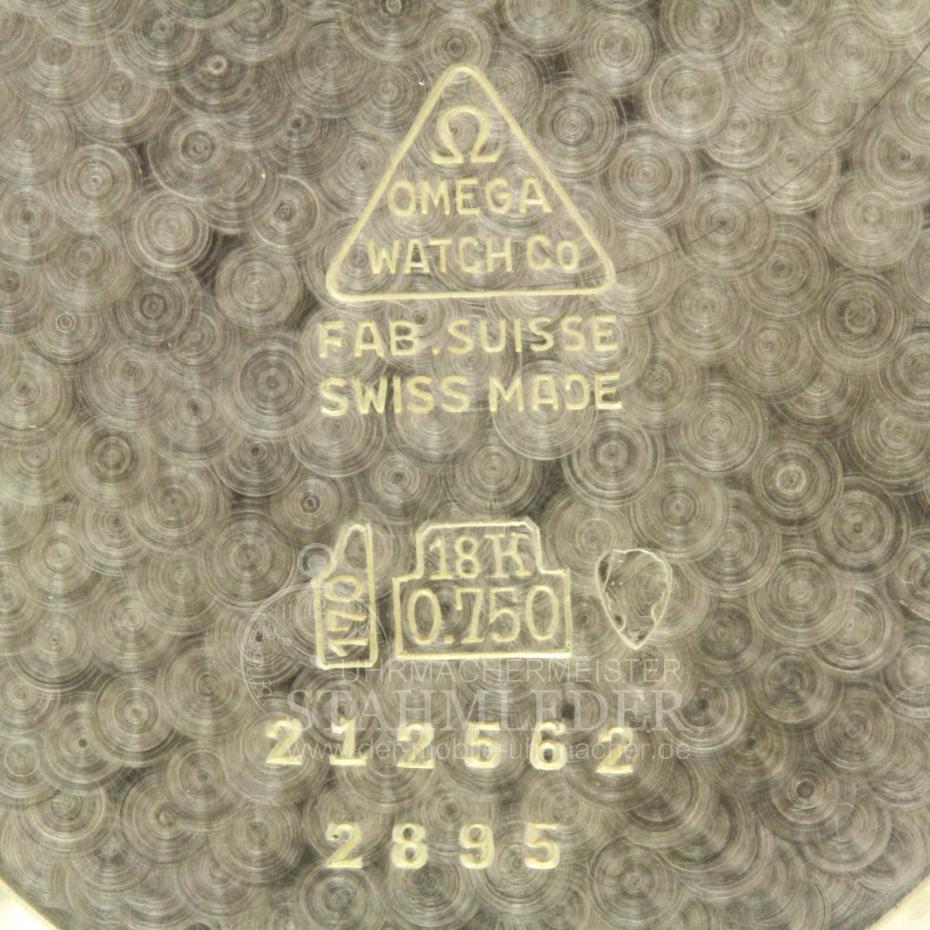 Ω
OMEGA
WATCH Co
FAB. SUISSE
SWISS MADE
170
18K
0.750
UHRMACHERMEISTER
STAHMLEDER
www.der-mobile-uhrmacher.de
212562
2895